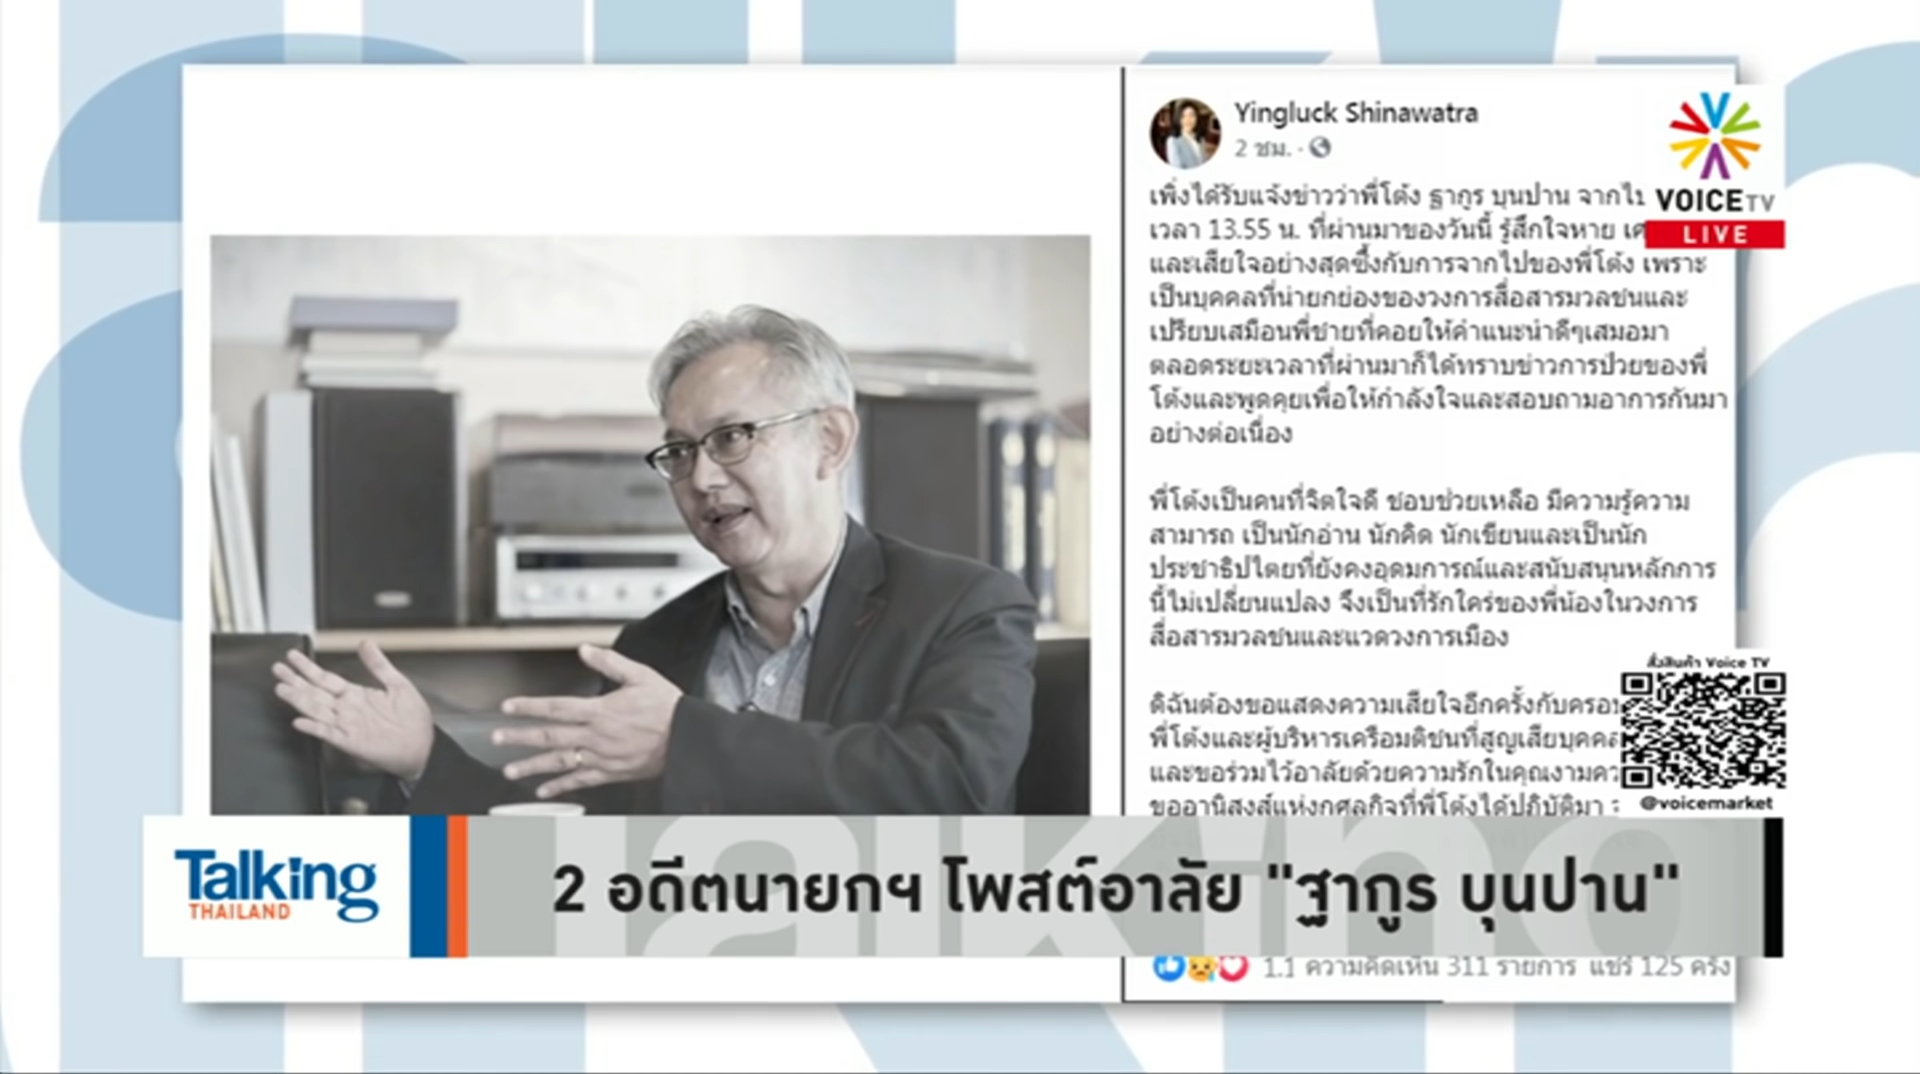 Yingluck Shinawatra
2 ชม. ·
เพิ่งได้รับแจ้งข่าวว่าพี่โด้ง ฐากูร บุนปาน จากไป
เวลา 13.55 น. ที่ผ่านมาของวันนี้ รู้สึกใจหาย
และเสียใจอย่างสุดซึ้งกับการจากไปของพี่โด้ง เพราะ
เป็นบุคคลที่น่ายกย่องของวงการสื่อสารมวลชนและ
เปรียบเสมือนพี่ชายที่คอยให้คำแนะนำดีๆเสมอมา
ตลอดระยะเวลาที่ผ่านมาก็ได้ทราบข่าวการป่วยของพี่
โด้งและพูดคุยเพื่อให้กำลังใจและสอบถามอาการกันมา
อย่างต่อเนื่อง
พี่โด้งเป็นคนที่จิตใจดี ชอบช่วยเหลือ มีความรู้ความ
สามารถ เป็นนักอ่าน นักคิด นักเขียนและเป็นนัก
ประชาธิปไตยที่ยังคงอุดมการณ์และสนับสนุนหลักการ
นี้ไม่เปลี่ยนแปลง จึงเป็นที่รักใคร่ของพี่น้องในวงการ
สื่อสารมวลชนและแวดวงการเมือง
ดิฉันต้องขอแสดงความเสียใจอีกครั้งกับ
พี่โด้งและผู้บริหารเครือมติชนที่สูญเสีย
และขอร่วมไว้อาลัยด้วยความรักในคุณงาม
ขออานิสงส์แห่งกุศลกิจที่พี่โด้งได้ปฏิบัติมา
VOICE TV
LIVE
สั่งสินค้า Voice TV
@voicemarket
Talking
THAILAND
2 อดีตนายกฯ โพสต์อาลัย "ฐากูร บุนปาน"
1.1 ความคิดเห็น 311 รายการ แชร์ 125 ครั้ง